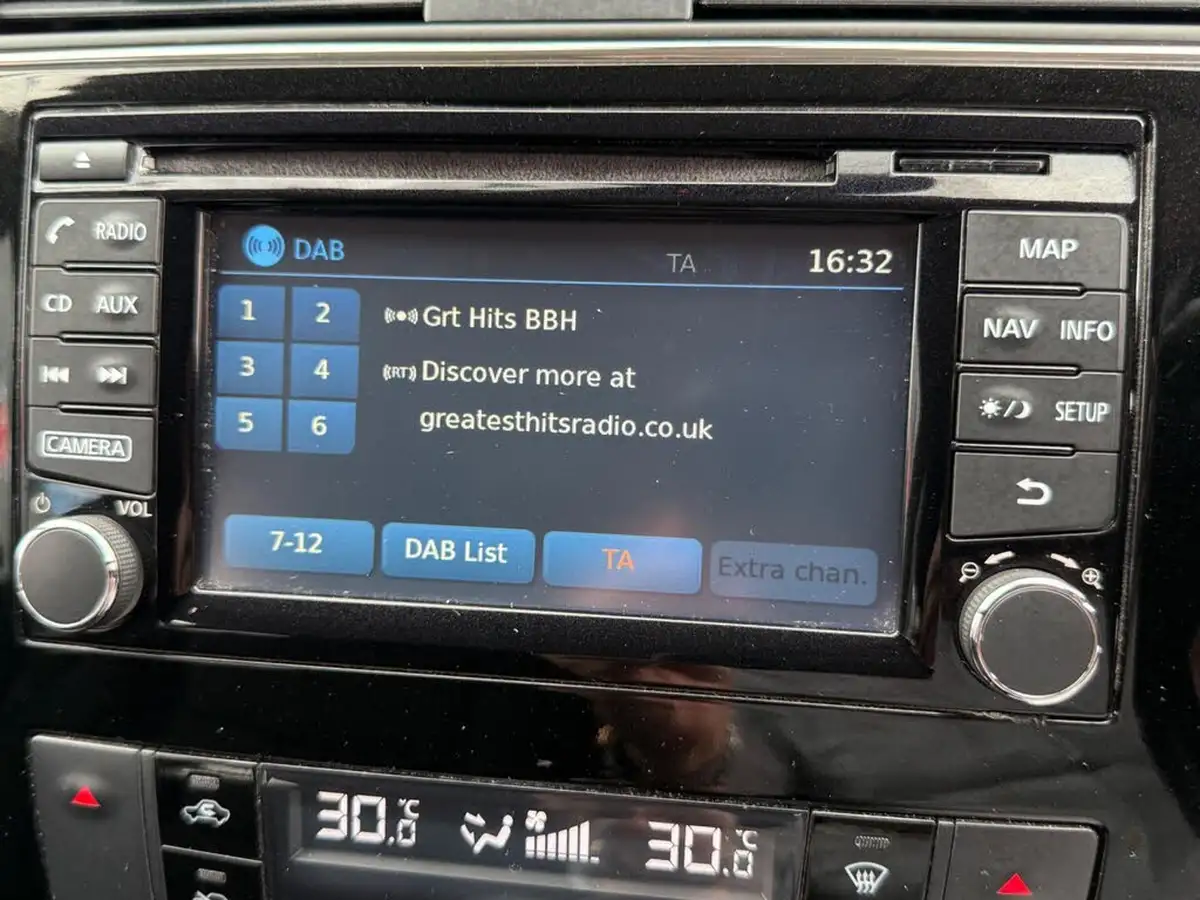 RADIO
CD AUX
CAMERA
VOL
DAB
TA 16:32
1 2
3 4
5 6
Grt Hits BBH
(RT) Discover more at
greatesthitsradio.co.uk
7-12 DAB List TA Extra chan.
MAP
NAV INFO
SETUP
30.0°C 30.0°C